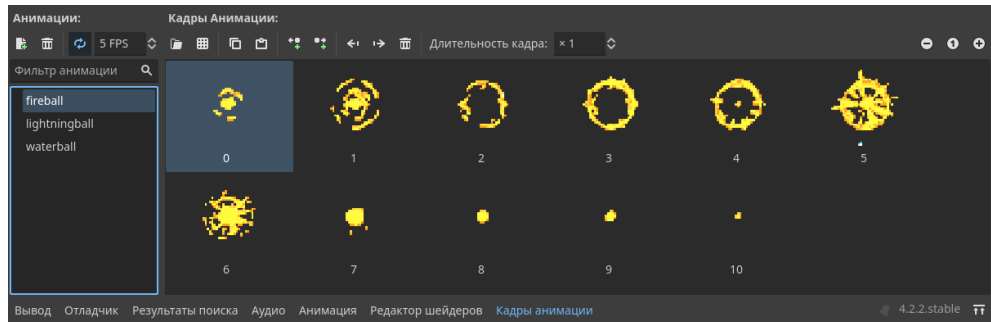 Анимации: Кадры Анимации:
5 FPS Длительность кадра: ×1
Фильтр анимации
fireball
lightningball
waterball
0 1 2 3 4 5
6 7 8 9 10
Вывод Отладчик Результаты поиска Аудио Анимация Редактор шейдеров Кадры анимации 4.2.2.stable